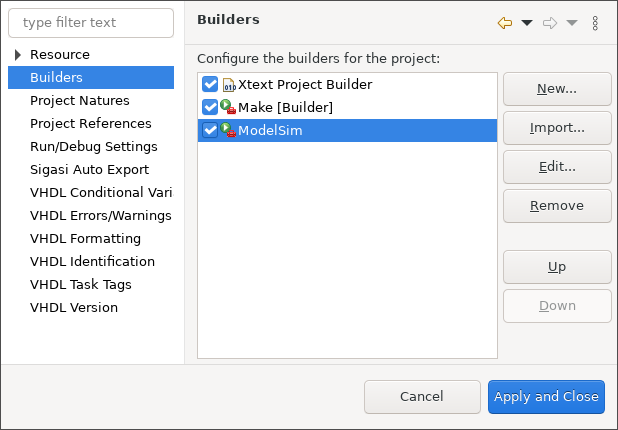 type filter text
Resource
Builders
Project Natures
Project References
Run/Debug Settings
Sigasi Auto Export
VHDL Conditional Vari
VHDL Errors/Warnings
VHDL Formatting
VHDL Identification
VHDL Task Tags
VHDL Version
Builders
Configure the builders for the project:
010
Xtext Project Builder
Make [Builder]
ModelSim
New...
Import...
Edit...
Remove
Up
Down
Cancel
Apply and Close